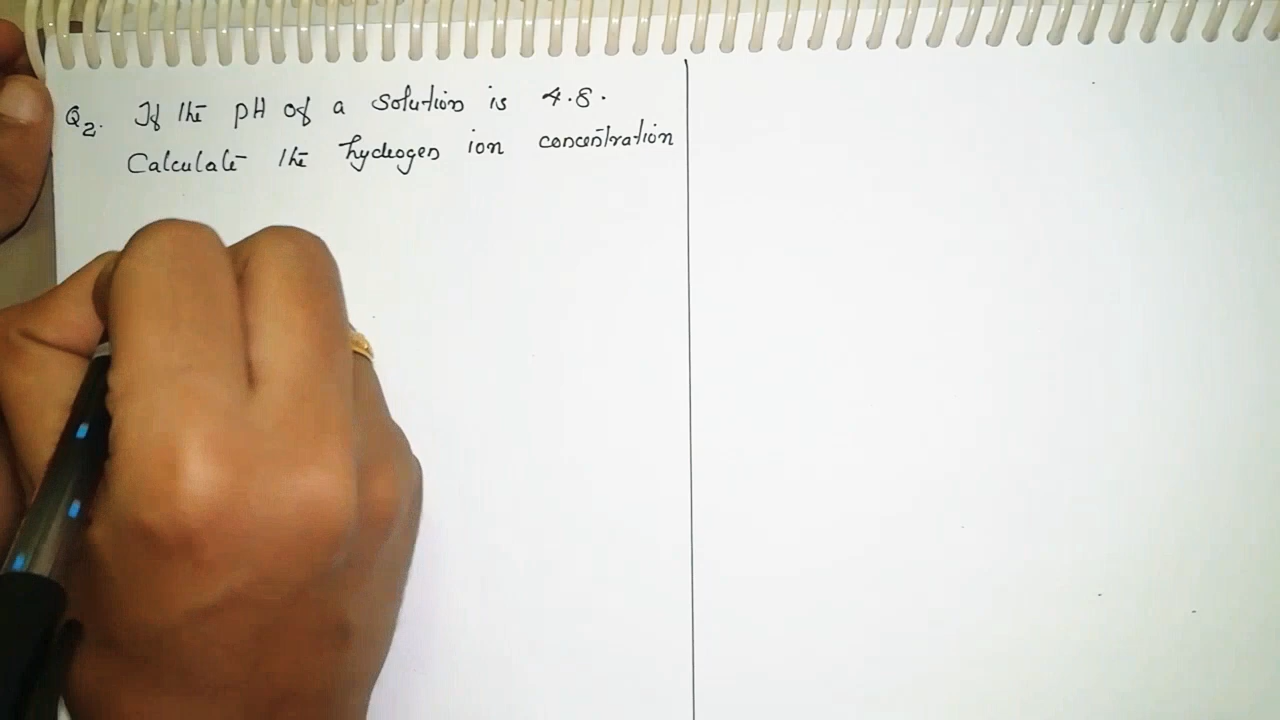 Q2. If the pH of a solution is 4.8.
Calculate the hydrogen ion concentration